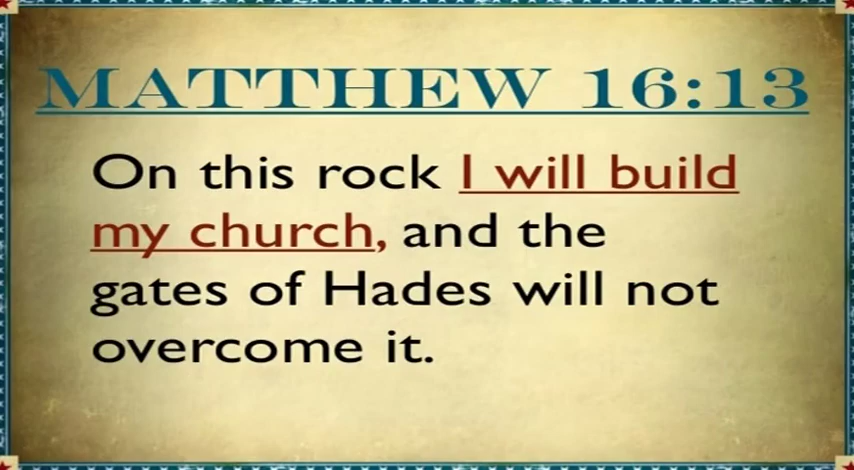 MATTHEW 16:13
On this rock I will build
my church, and the
gates of Hades will not
overcome it.